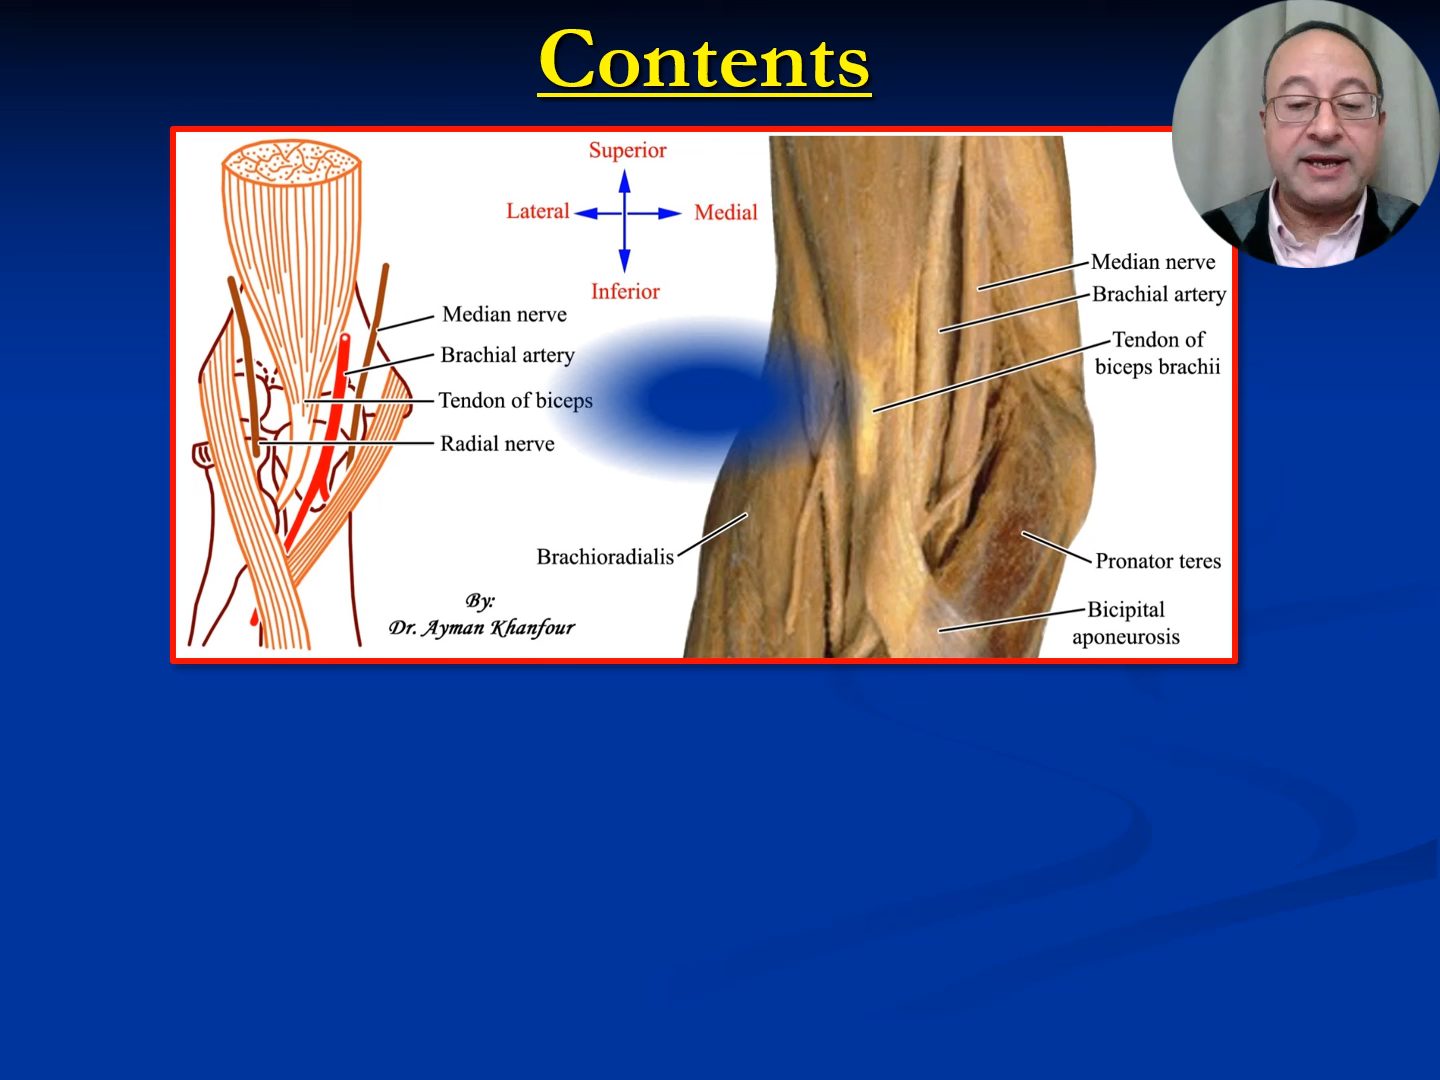 Contents
Superior
Lateral
Medial
Inferior
Median nerve
Brachial artery
Tendon of biceps
Radial nerve
Brachioradialis
By:
Dr. Ayman Khanfour
Median nerve
Brachial artery
Tendon of
biceps brachii
Pronator teres
Bicipital
aponeurosis